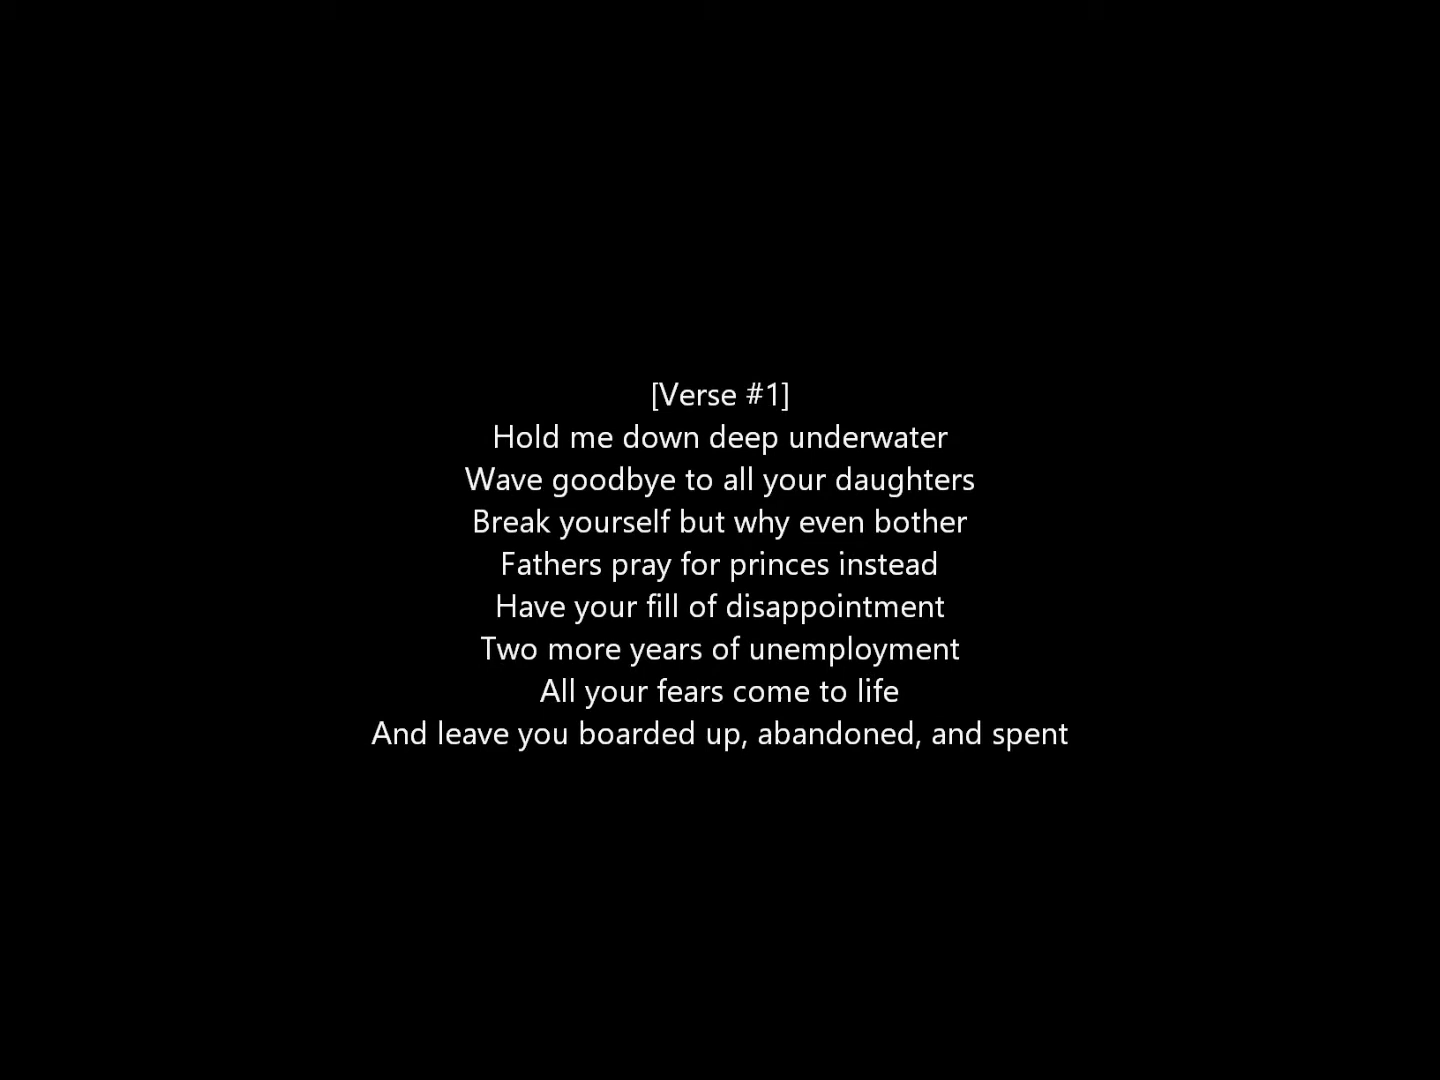 [Verse #1]
Hold me down deep underwater
Wave goodbye to all your daughters
Break yourself but why even bother
Fathers pray for princes instead
Have your fill of disappointment
Two more years of unemployment
All your fears come to life
And leave you boarded up, abandoned, and spent